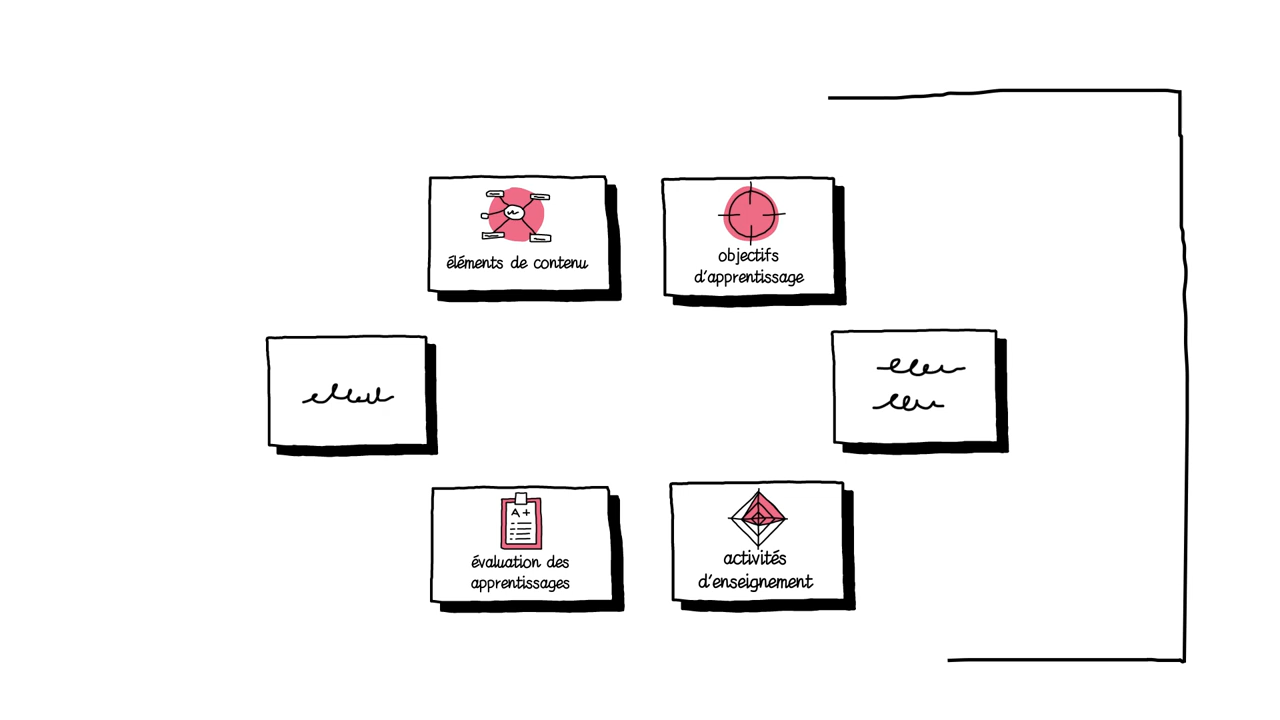 éléments de contenu
objectifs
d'apprentissage
évaluation des
apprentissages
A+
activités
d'enseignement